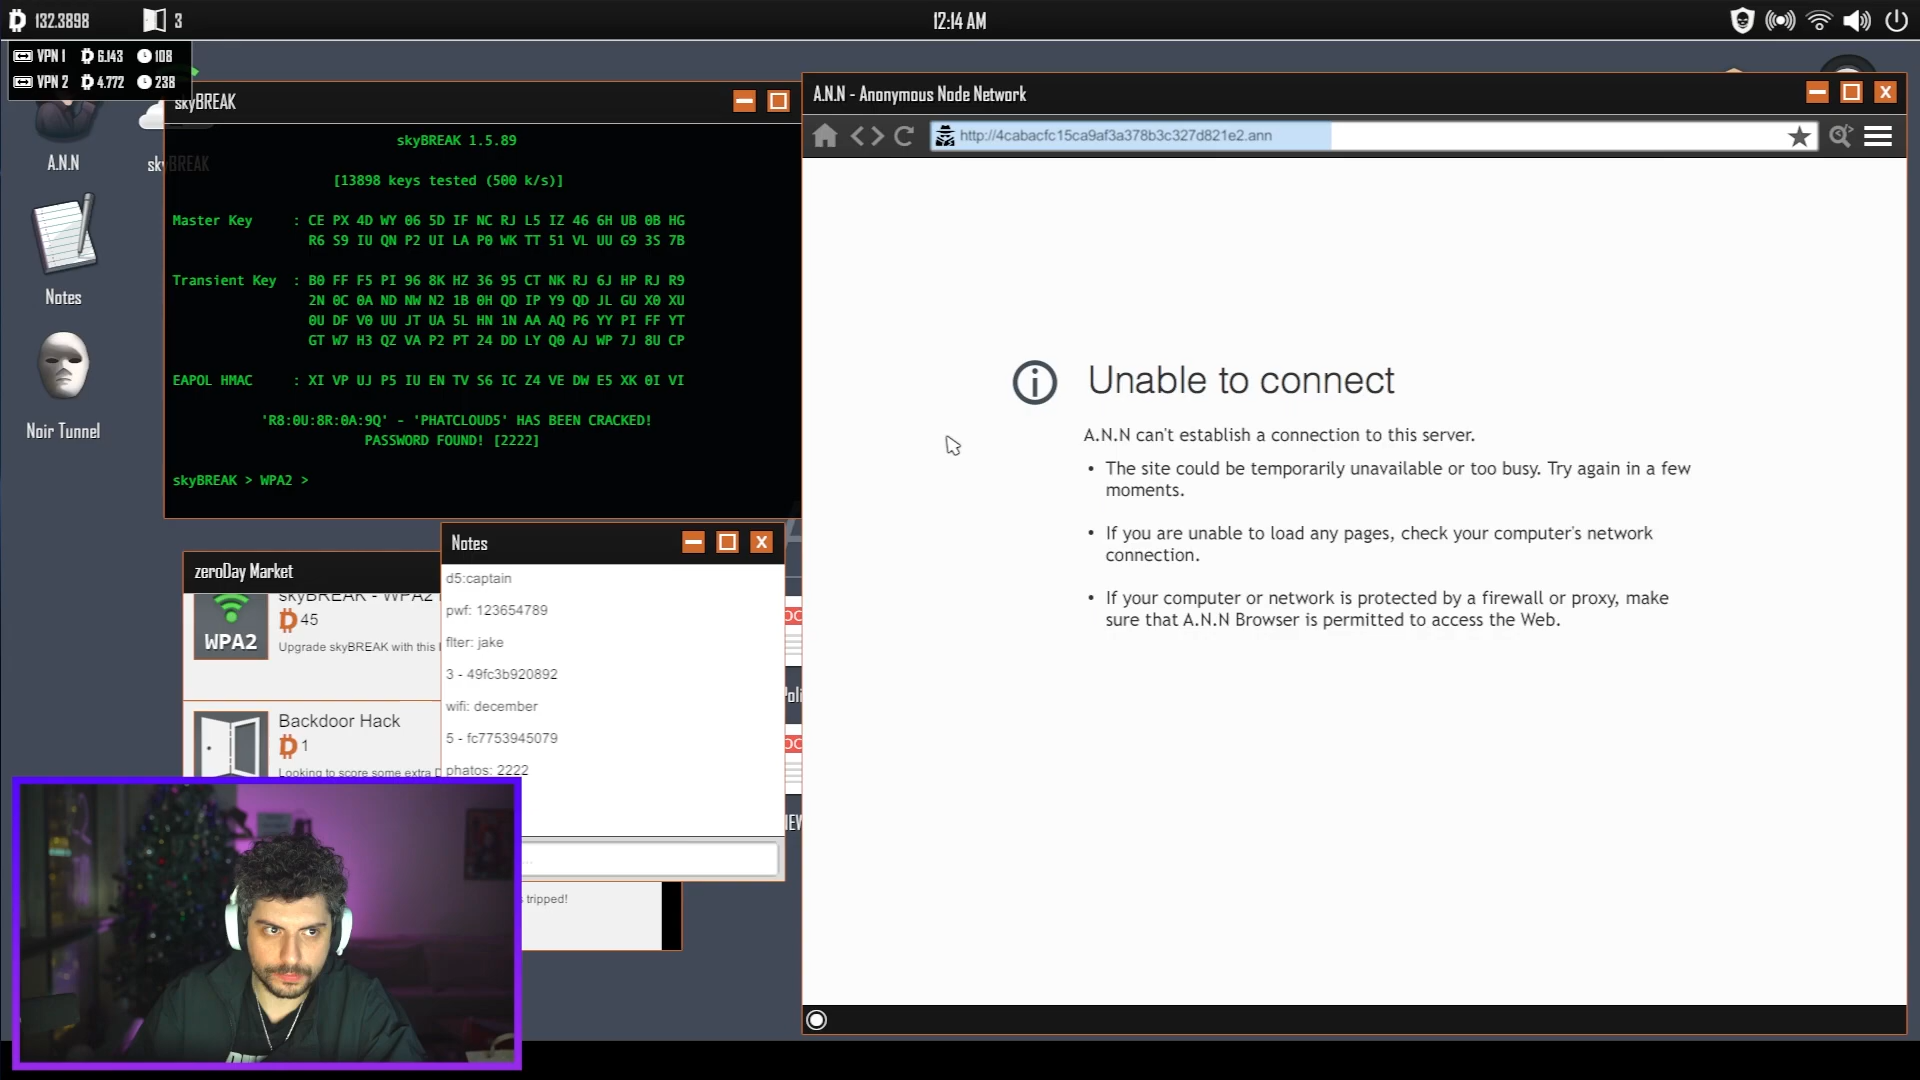 132.3898
3
12:14 AM
VPN 1 6.143 108
VPN 2 4.772 238
A.N.N
skyBREAK
Notes
Noir Tunnel
skyBREAK
skyBREAK 1.5.89
[13898 keys tested (500 k/s)]
Master Key : CE PX 4D WY 06 5D IF NC RJ L5 IZ 46 6H UB 0B HG
R6 S9 IU QN P2 UI LA P0 WK TT 51 VL UU G9 3S 7B
Transient Key : B0 FF F5 PI 96 8K HZ 36 95 CT NK RJ 6J HP RJ R9
2N 0C 0A ND NW N2 1B 0H QD IP Y9 QD JL GU X0 XU
0U DF V0 UU JT UA 5L HN 1N AA AQ P6 YY PI FF YT
GT W7 H3 QZ VA P2 PT 24 DD LY Q0 AJ WP 7J 8U CP
EAPOL HMAC : XI VP UJ P5 IU EN TV S6 IC Z4 VE DW E5 XK 0I VI
'R8:0U:8R:0A:9Q' - 'PHATCLOUD5' HAS BEEN CRACKED!
PASSWORD FOUND! [2222]
skyBREAK > WPA2 >
zeroDay Market
skyBREAK - WPA2
45
WPA2
Upgrade skyBREAK with this
Backdoor Hack
1
Looking to score some extra
tripped!
Notes
d5:captain
pwf: 123654789
flter: jake
3 - 49fc3b920892
wifi: december
5 - fc7753945079
phatos: 2222
A.N.N - Anonymous Node Network
http://4cabacfc15ca9af3a378b3c327d821e2.ann
Unable to connect
A.N.N can't establish a connection to this server.
• The site could be temporarily unavailable or too busy. Try again in a few
moments.
• If you are unable to load any pages, check your computer's network
connection.
• If your computer or network is protected by a firewall or proxy, make
sure that A.N.N Browser is permitted to access the Web.